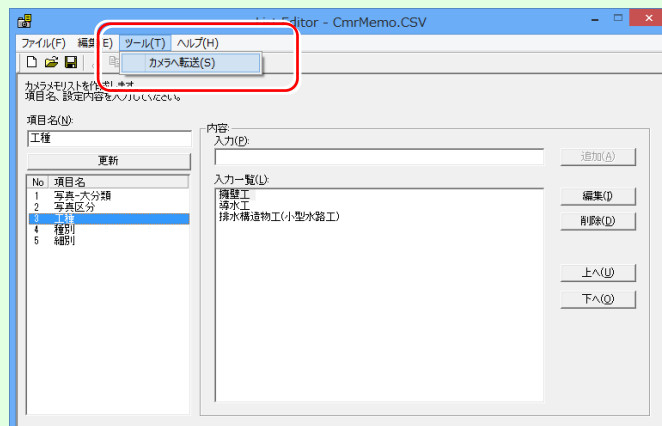 Editor - CmrMemo.CSV
ファイル(F) 編集(E) ツール(T) ヘルプ(H)
カメラへ転送(S)
カメラメモリストを作成します
項目名、設定内容を入力してください。
項目名(N):
工種
更新
No 項目名
1 写真-大分類
2 写真区分
3 工種
4 種別
5 細別
内容:
入力(P):
追加(A)
入力一覧(L):
擁壁工
導水工
排水構造物工(小型水路工)
編集(I)
削除(D)
上へ(U)
下へ(O)